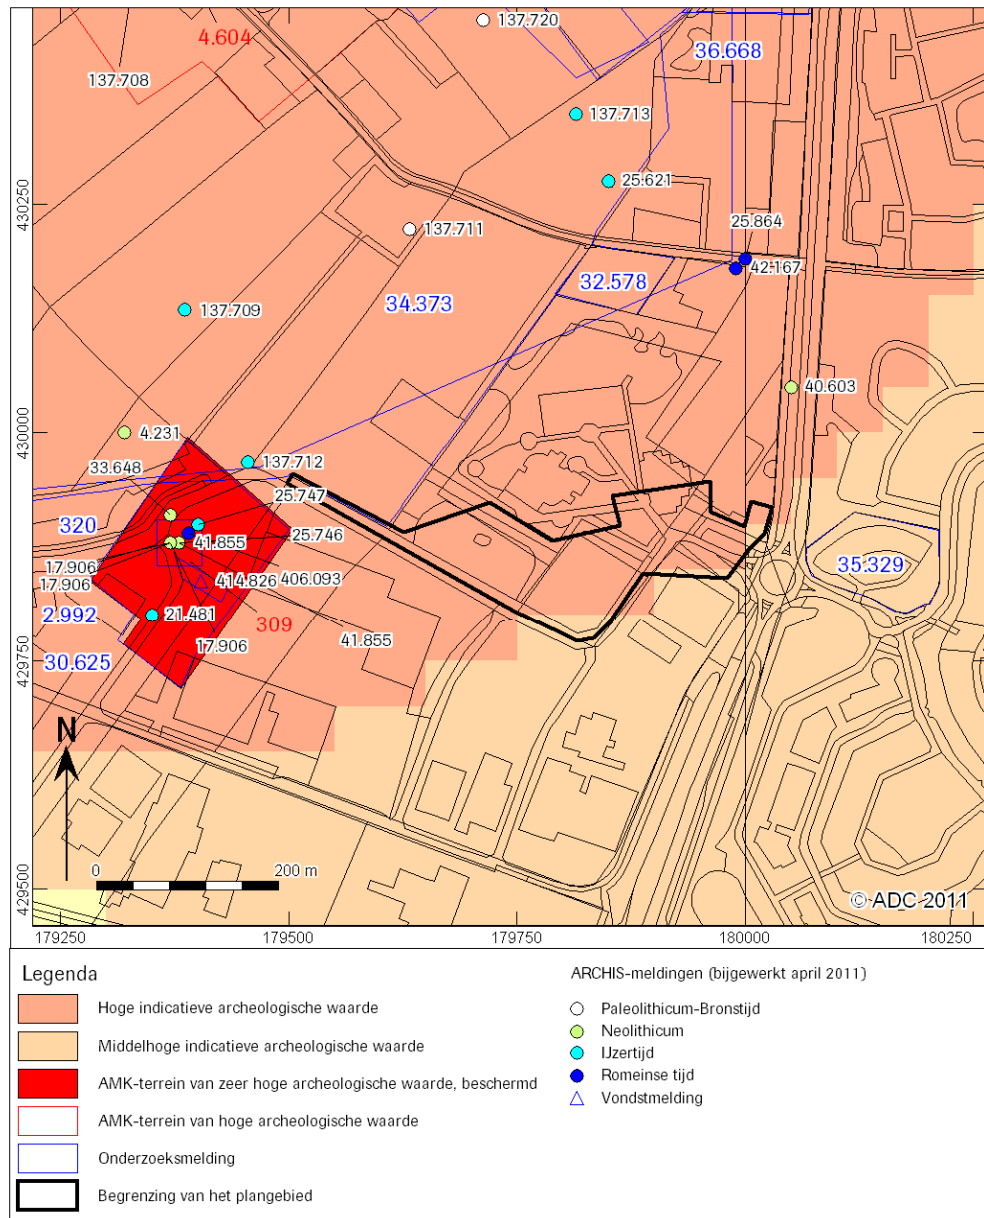 137.720
4.604
36.668
137.708
137.713
25.621
430250
25.864
137.711
42.167
32.578
34.373
137.709
40.603
430000
4.231
137.712
33.648
25.747
320
25.746
41.855
35.329
17.906
414.826
406.093
17.906
2.992
21.481
309
41.855
17.906
30.625
429750
N
0
200 m
429500
© ADC 2011
179250
179500
179750
180000
180250
Legenda
Hoge indicatieve archeologische waarde
Middelhoge indicatieve archeologische waarde
AMK-terrein van zeer hoge archeologische waarde, beschermd
AMK-terrein van hoge archeologische waarde
Onderzoeksmelding
Begrenzing van het plangebied
ARCHIS-meldingen (bijgewerkt april 2011)
Paleolithicum-Bronstijd
Neolithicum
IJzertijd
Romeinse tijd
Vondstmelding